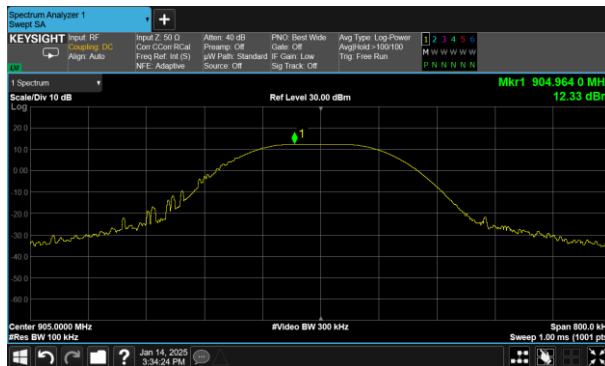 Spectrum Analyzer 1
Swept SA
KEYSIGHT
Input: RF
Coupling: DC
Align: Auto
Input Z: 50 Ω
Corr CCorr RCal
Freq Ref: Int (S)
NFE: Adaptive
Atten: 40 dB
Preamp: Off
µW Path: Standard
Source: Off
PNO: Best Wide
Gate: Off
IF Gain: Low
Sig Track: Off
Avg Type: Log-Power
Avg|Hold:>100/100
Trig: Free Run
1 2 3 4 5 6
M W W W W W
P N N N N N
1 Spectrum
Scale/Div 10 dB
Ref Level 30.00 dBm
Mkr1 904.964 0 MH
12.33 dBr
Log
20.0
10.0
0.00
-10.0
-20.0
-30.0
-40.0
-50.0
-60.0
1
Center 905.0000 MHz
#Res BW 100 kHz
#Video BW 300 kHz
Span 800.0 kH
Sweep 1.00 ms (1001 pts
?
Jan 14, 2025
3:34:24 PM